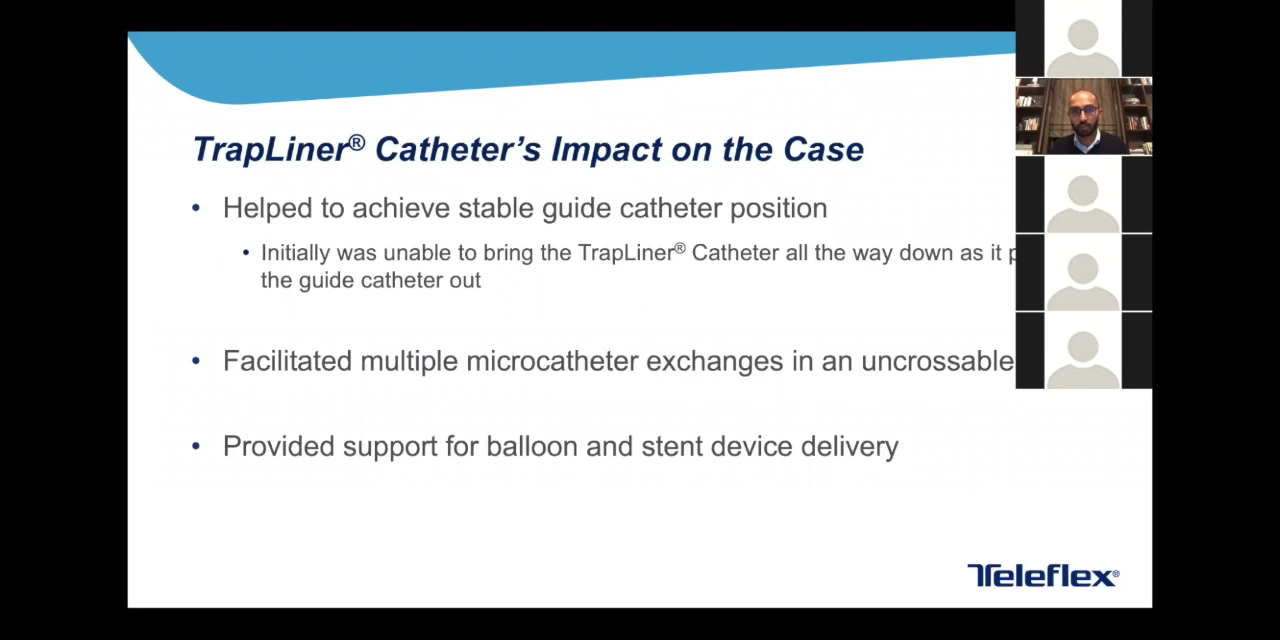 TrapLiner® Catheter's Impact on the Case
• Helped to achieve stable guide catheter position
• Initially was unable to bring the TrapLiner® Catheter all the way down as it
the guide catheter out
• Facilitated multiple microcatheter exchanges in an uncrossable
• Provided support for balloon and stent device delivery
Teleflex®